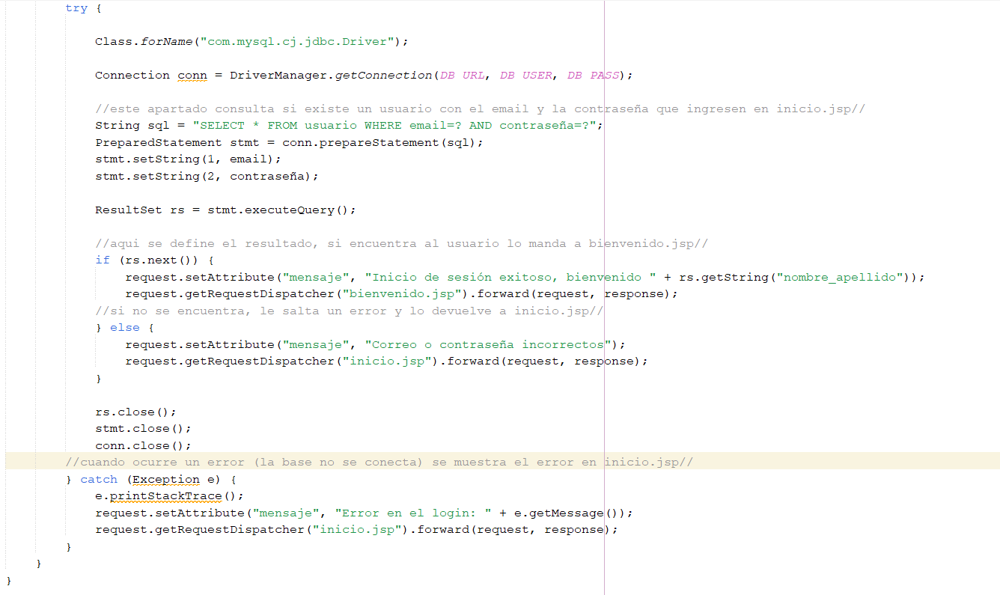 try {
Class.forName("com.mysql.cj.jdbc.Driver");
Connection conn = DriverManager.getConnection(DB URL, DB USER, DB PASS);
//este apartado consulta si existe un usuario con el email y la contraseña que ingresen en inicio.jsp//
String sql = "SELECT * FROM usuario WHERE email=? AND contraseña=?";
PreparedStatement stmt = conn.prepareStatement(sql);
stmt.setString(1, email);
stmt.setString(2, contraseña);
ResultSet rs = stmt.executeQuery();
//aqui se define el resultado, si encuentra al usuario lo manda a bienvenido.jsp//
if (rs.next()) {
request.setAttribute("mensaje", "Inicio de sesión exitoso, bienvenido " + rs.getString("nombre_apellido"));
request.getRequestDispatcher("bienvenido.jsp").forward(request, response);
//si no se encuentra, le salta un error y lo devuelve a inicio.jsp//
} else {
request.setAttribute("mensaje", "Correo o contraseña incorrectos");
request.getRequestDispatcher("inicio.jsp").forward(request, response);
}
rs.close();
stmt.close();
conn.close();
//cuando ocurre un error (la base no se conecta) se muestra el error en inicio.jsp//
} catch (Exception e) {
e.printStackTrace();
request.setAttribute("mensaje", "Error en el login: " + e.getMessage());
request.getRequestDispatcher("inicio.jsp").forward(request, response);
}
}
}